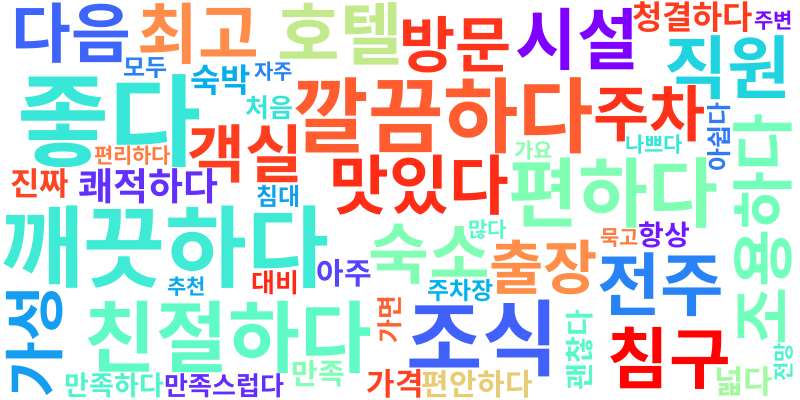 다음
최고
호텔
방문
시설
청결하다
주변
모두
숙박
자주
직원
좋다
처음
깔끔하다
주차
아쉽다
편리하다
객실
가요
나쁘다
진짜
쾌적하다
침대
맛있다
편하다
조용하다
깨끗하다
숙소
많다
묵고
항상
출장
추천
대비
아주
주차장
전주
가성
친절하다
가면
조식
괜찮다
침구
전망
만족하다
만족스럽다
만족
가격
편안하다
넓다